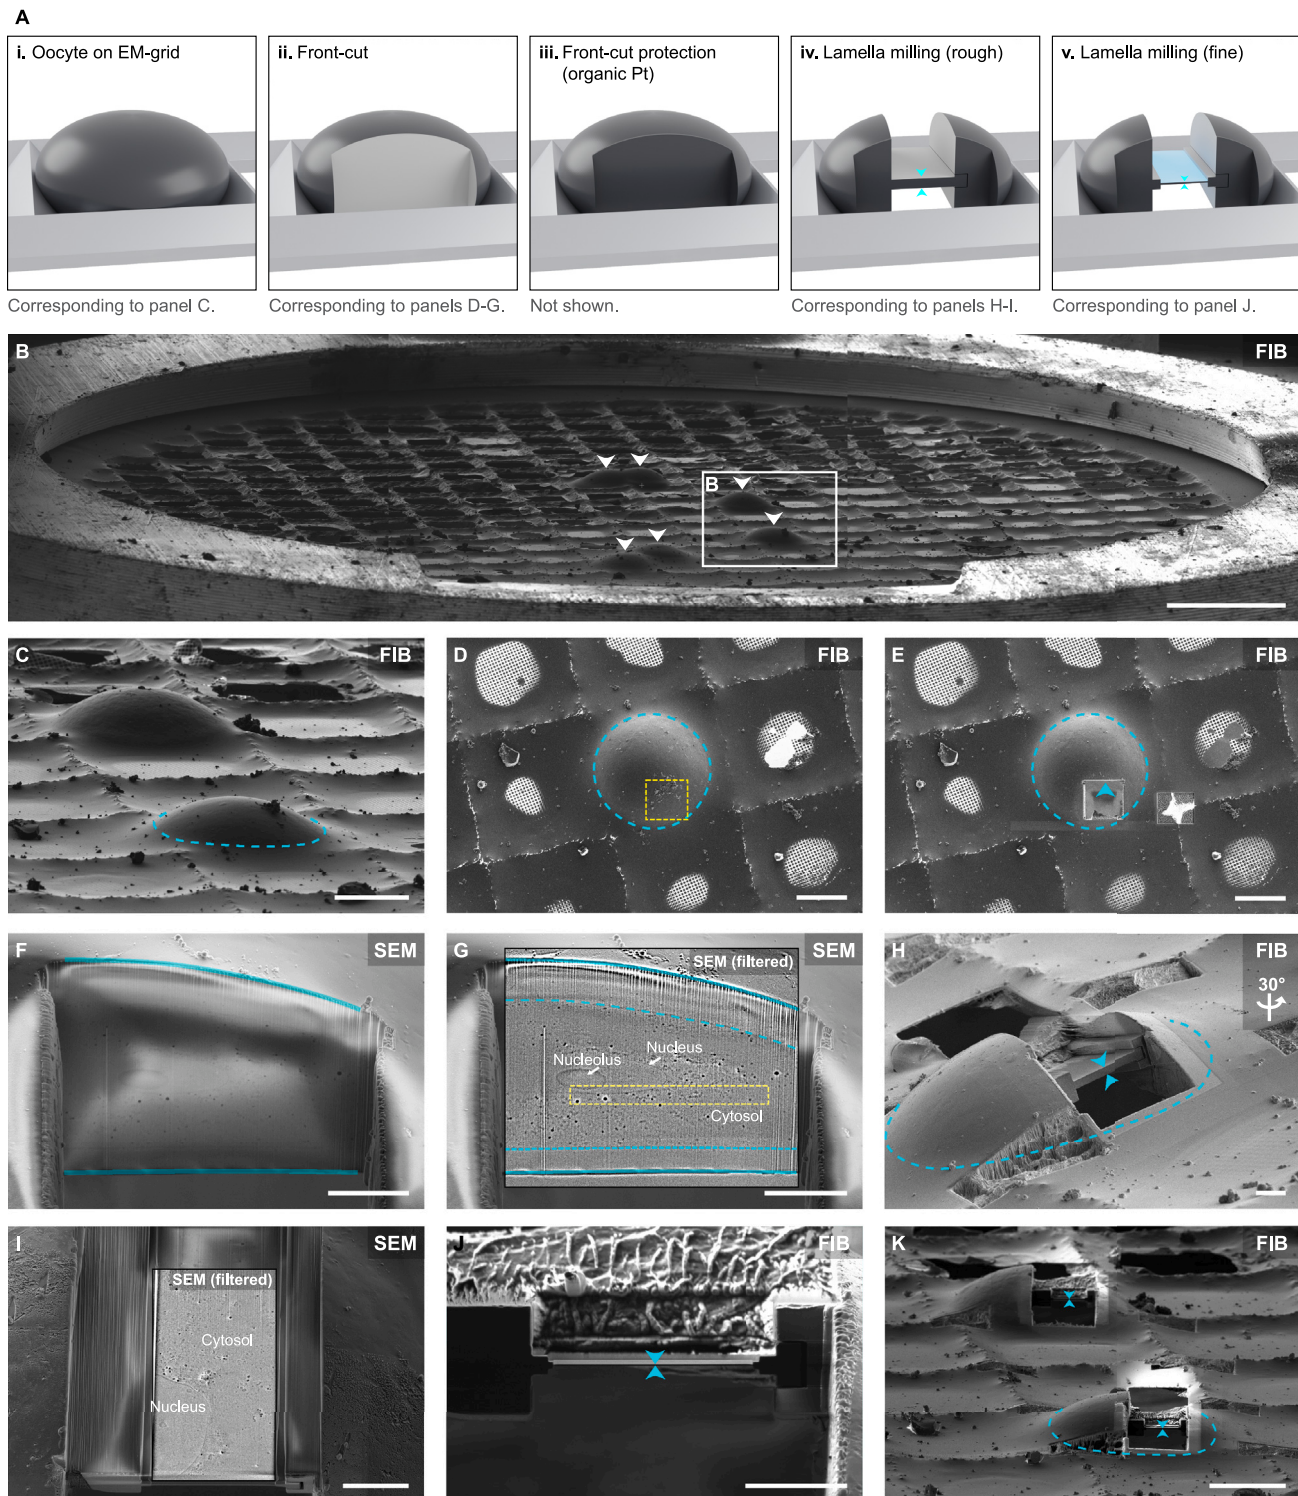 A
i. Oocyte on EM-grid
ii. Front-cut
iii. Front-cut protection
(organic Pt)
iv. Lamella milling (rough)
v. Lamella milling (fine)
Corresponding to panel C.
Corresponding to panels D-G.
Not shown.
Corresponding to panels H-I.
Corresponding to panel J.
B
FIB
B
C
FIB
D
FIB
E
FIB
F
SEM
G
SEM
SEM (filtered)
Nucleolus
Nucleus
Cytosol
H
FIB
30°
I
SEM
SEM (filtered)
Cytosol
Nucleus
J
FIB
K
FIB